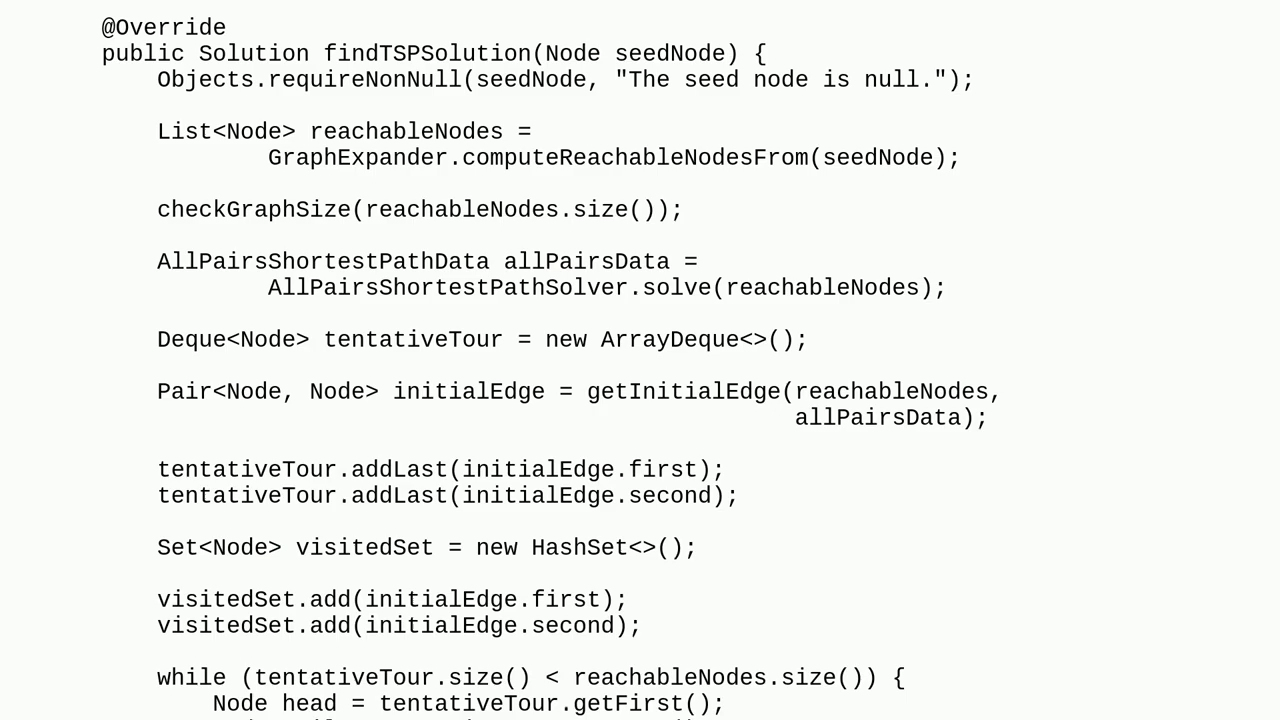 @Override
public Solution findTSPSolution(Node seedNode) {
    Objects.requireNonNull(seedNode, "The seed node is null.");

    List<Node> reachableNodes =
            GraphExpander.computeReachableNodesFrom(seedNode);

    checkGraphSize(reachableNodes.size());

    AllPairsShortestPathData allPairsData =
            AllPairsShortestPathSolver.solve(reachableNodes);

    Deque<Node> tentativeTour = new ArrayDeque<>();

    Pair<Node, Node> initialEdge = getInitialEdge(reachableNodes,
                                                  allPairsData);

    tentativeTour.addLast(initialEdge.first);
    tentativeTour.addLast(initialEdge.second);

    Set<Node> visitedSet = new HashSet<>();

    visitedSet.add(initialEdge.first);
    visitedSet.add(initialEdge.second);

    while (tentativeTour.size() < reachableNodes.size()) {
        Node head = tentativeTour.getFirst();